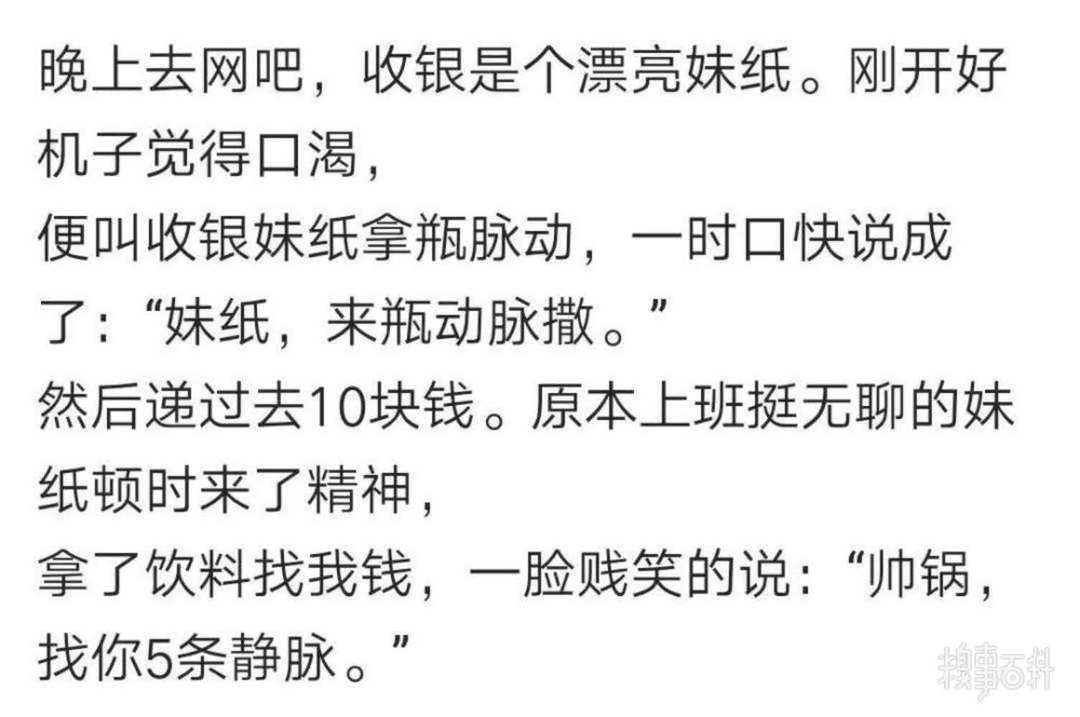 晚上去网吧，收银是个漂亮妹纸。刚开好
机子觉得口渴，
便叫收银妹纸拿瓶脉动，一时口快说成
了：“妹纸，来瓶动脉撒。”
然后递过去10块钱。原本上班挺无聊的妹
纸顿时来了精神，
拿了饮料找我钱，一脸贱笑的说：“帅锅，
找你5条静脉。”
糗事百科